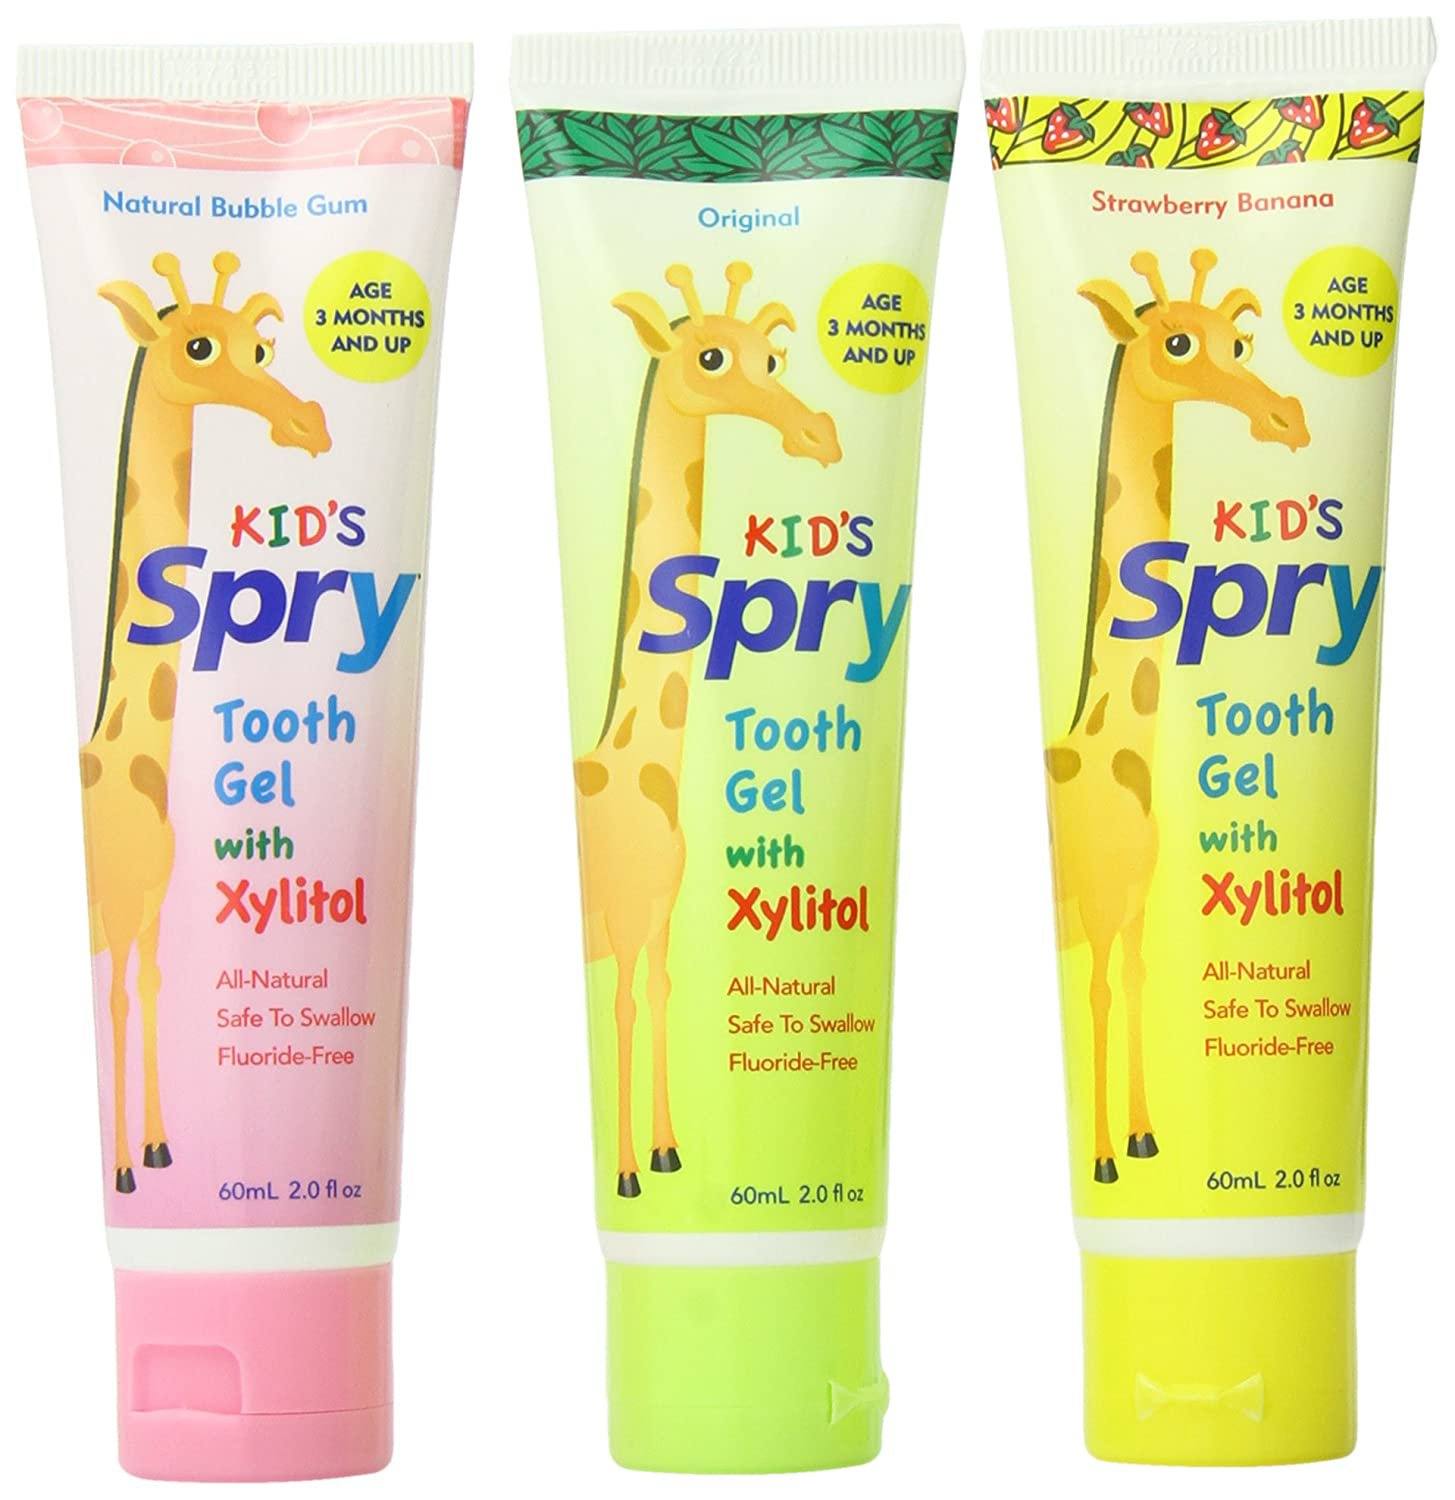 Natural Bubble Gum
AGE
3 MONTHS
AND UP
KID'S
Spry
Tooth
Gel
with
Xylitol
All-Natural
Safe To Swallow
Fluoride-Free
60mL 2.0 fl oz
Original
AGE
3 MONTHS
AND UP
KID'S
Spry
Tooth
Gel
with
Xylitol
All-Natural
Safe To Swallow
Fluoride-Free
60mL 2.0 fl oz
Strawberry Banana
AGE
3 MONTHS
AND UP
KID'S
Spry
Tooth
Gel
with
Xylitol
All-Natural
Safe To Swallow
Fluoride-Free
60mL 2.0 fl oz